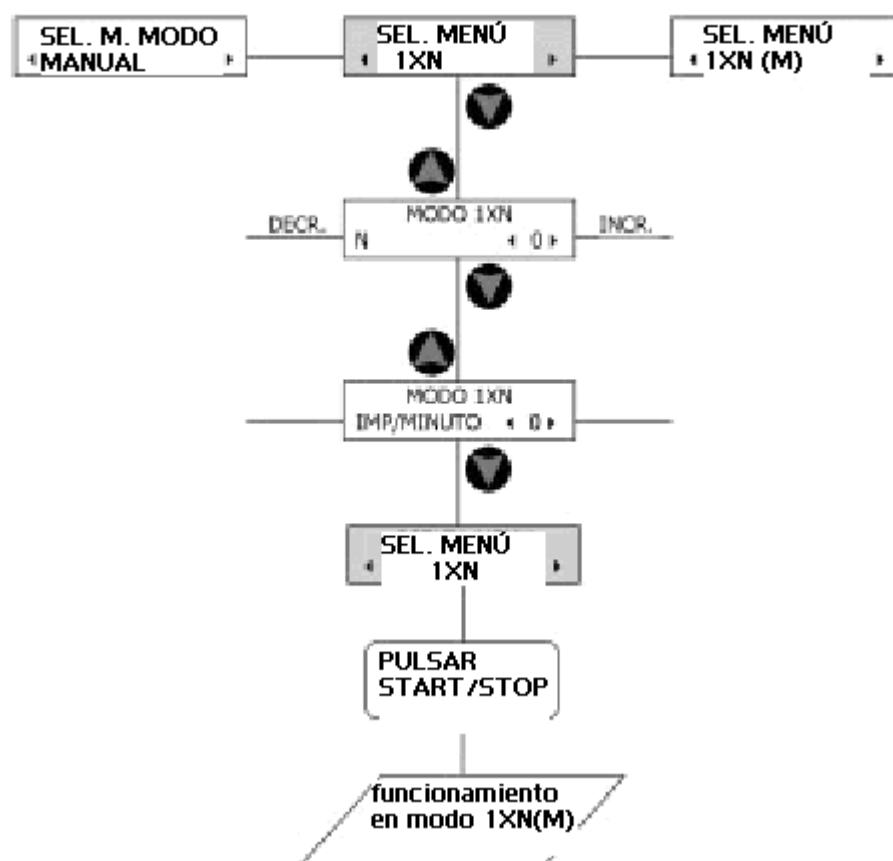 SEL. M. MODO
MANUAL
SEL. MENÚ
1XN
SEL. MENÚ
1XN (M)
MODO 1XN
DECR.
N
0
INCR.
MODO 1XN
IMP/MINUTO
0
SEL. MENÚ
1XN
PULSAR
START/STOP
funcionamiento
en modo 1XN(M)